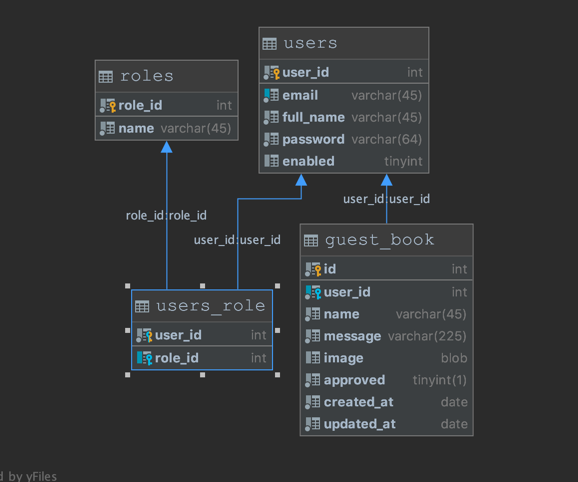 users
user_id int
email varchar(45)
full_name varchar(45)
password varchar(64)
enabled tinyint
roles
role_id int
name varchar(45)
role_id:role_id
user_id:user_id
user_id:user_id
guest_book
id int
user_id int
name varchar(45)
message varchar(225)
image blob
approved tinyint(1)
created_at date
updated_at date
users_role
user_id int
role_id int
d by yFiles